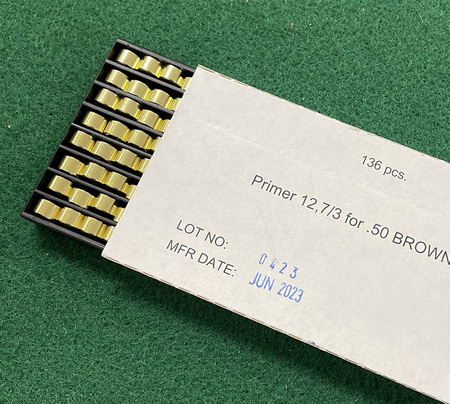 136 pcs.
Primer 12,7/3 for .50 BROWN
LOT NO: 0423
MFR DATE: JUN 2023